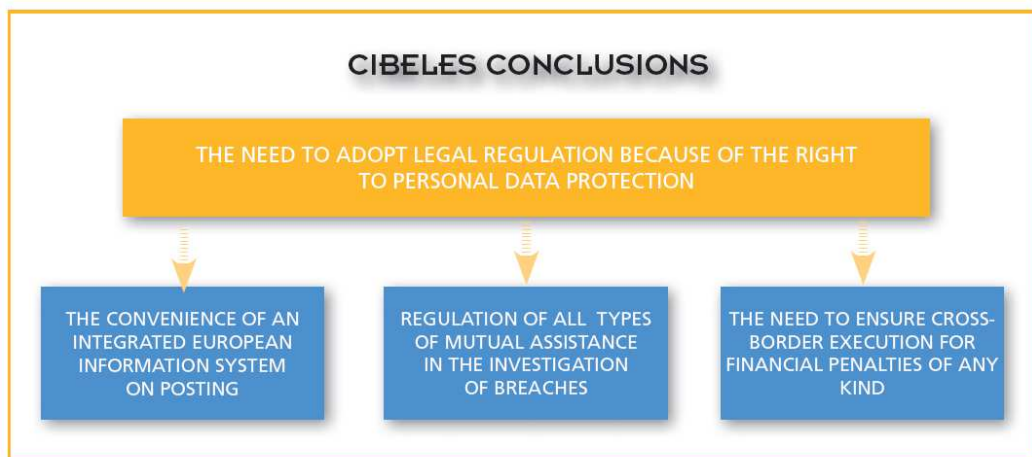 CIBELES CONCLUSIONS
THE NEED TO ADOPT LEGAL REGULATION BECAUSE OF THE RIGHT
TO PERSONAL DATA PROTECTION
THE CONVENIENCE OF AN
INTEGRATED EUROPEAN
INFORMATION SYSTEM
ON POSTING
REGULATION OF ALL TYPES
OF MUTUAL ASSISTANCE
IN THE INVESTIGATION
OF BREACHES
THE NEED TO ENSURE CROSS-
BORDER EXECUTION FOR
FINANCIAL PENALTIES OF ANY
KIND